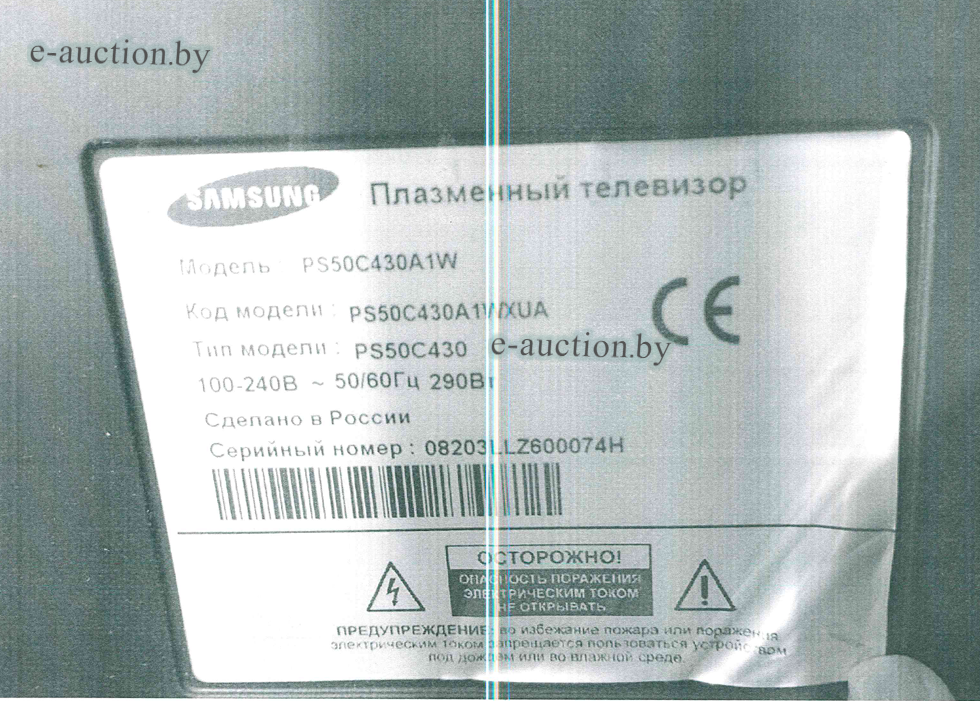 e-auction.by
SAMSUNG Плазменный телевизор
Модель : PS50C430A1W
Код модели : PS50C430A1WXUA
Тип модели : PS50C430
e-auction.by
100-240В ~ 50/60Гц 290Вт
Сделано в России
Серийный номер : 08203LLZ600074H
ОСТОРОЖНО!
ОПАСНОСТЬ ПОРАЖЕНИЯ
ЭЛЕКТРИЧЕСКИМ ТОКОМ
НЕ ОТКРЫВАТЬ
ПРЕДУПРЕЖДЕНИЕ: во избежание пожара или поражения
электрическим током запрещается пользоваться устройством
под дождем или во влажной среде.